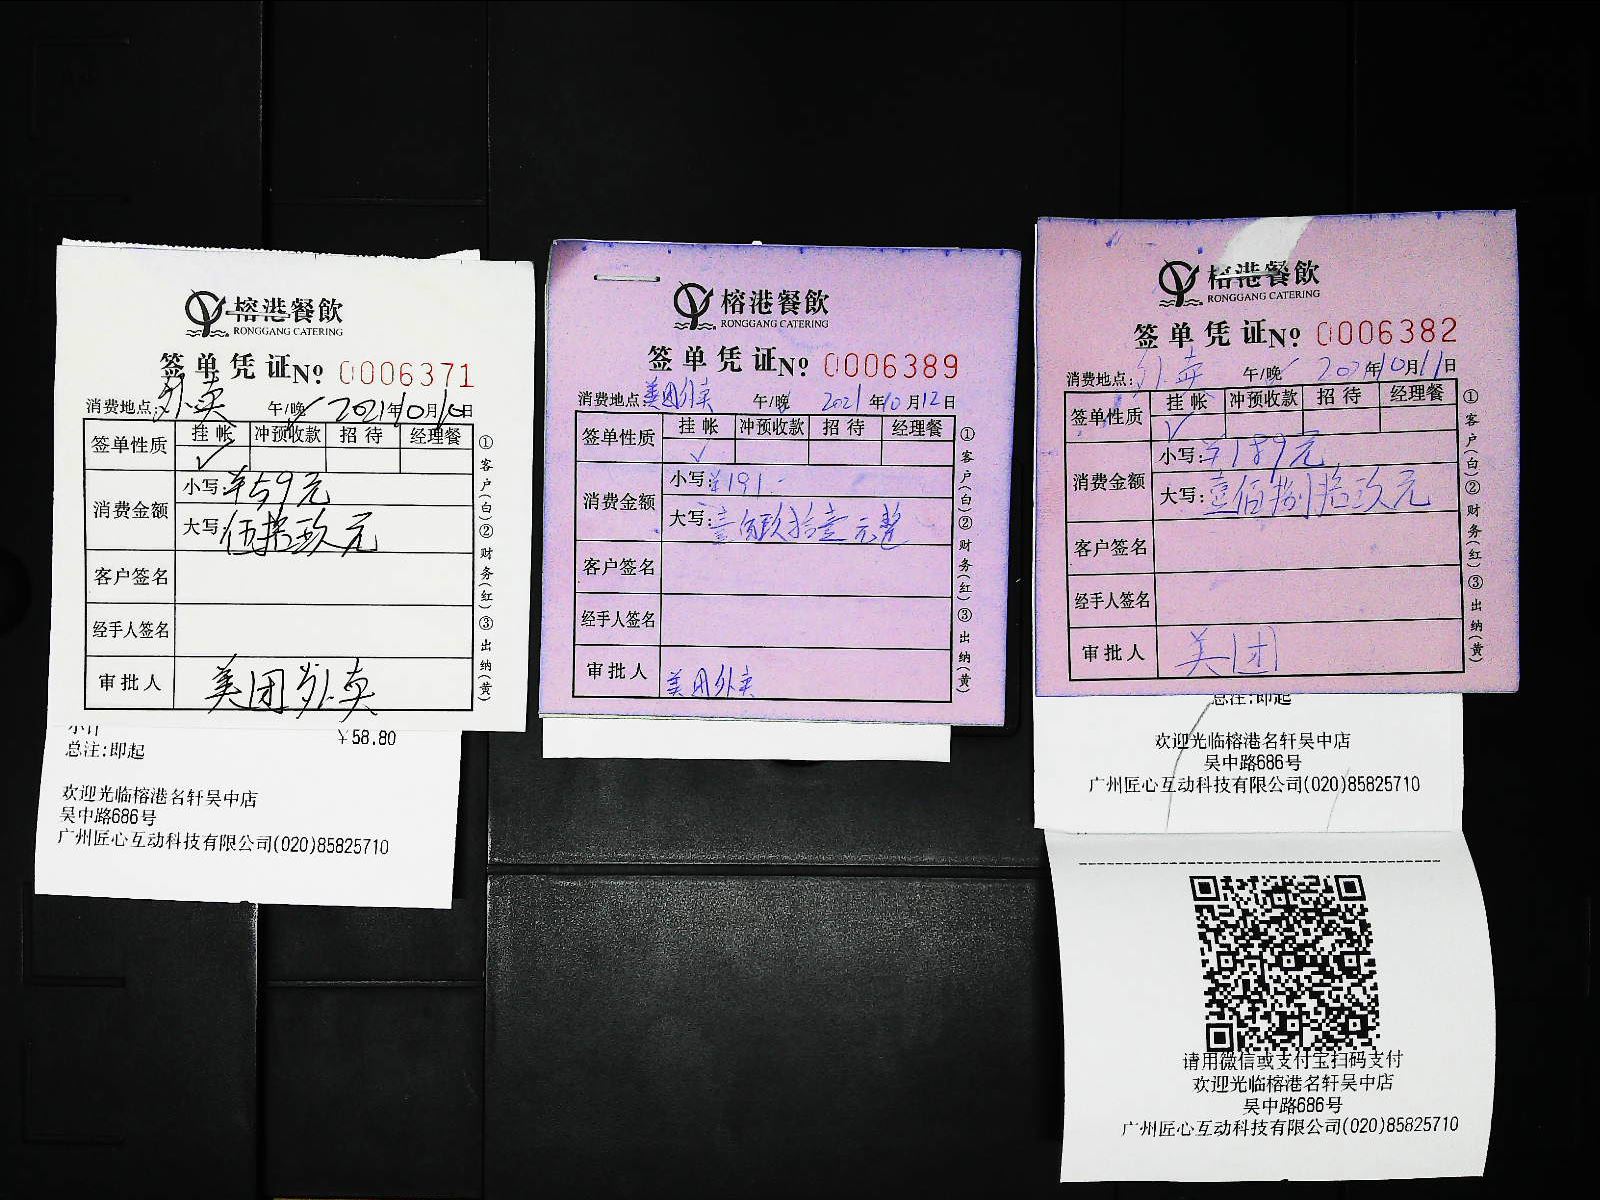 榕港餐飲
RONGGANG CATERING
签单凭证№ 0006371
消费地点:外卖 午/晚✓ 2021年10月10日
签单性质 挂帐 冲预收款 招待 经理餐
✓
消费金额
小写:¥59元
大写:伍拾玖元
客户签名
经手人签名
审批人 美团外卖
①客户(白)②财务(红)③出纳(黄)
小计 ¥58.80
总注:即起
欢迎光临榕港名轩吴中店
吴中路686号
广州匠心互动科技有限公司(020)85825710
榕港餐飲
RONGGANG CATERING
签单凭证№ 0006389
消费地点:美团外卖 午/晚 2021年10月12日
签单性质 挂帐 冲预收款 招待 经理餐
✓
消费金额
小写:¥191.-
大写:壹佰玖拾壹元整
客户签名
经手人签名
审批人 美团外卖
①客户(白)②财务(红)③出纳(黄)
榕港餐飲
RONGGANG CATERING
签单凭证№ 0006382
消费地点:外卖 午/晚✓ 2021年10月11日
签单性质 挂帐 冲预收款 招待 经理餐
✓
消费金额
小写:¥189元
大写:壹佰捌拾玖元
客户签名
经手人签名
审批人 美团
①客户(白)②财务(红)③出纳(黄)
总注:即起
欢迎光临榕港名轩吴中店
吴中路686号
广州匠心互动科技有限公司(020)85825710
请用微信或支付宝扫码支付
欢迎光临榕港名轩吴中店
吴中路686号
广州匠心互动科技有限公司(020)85825710